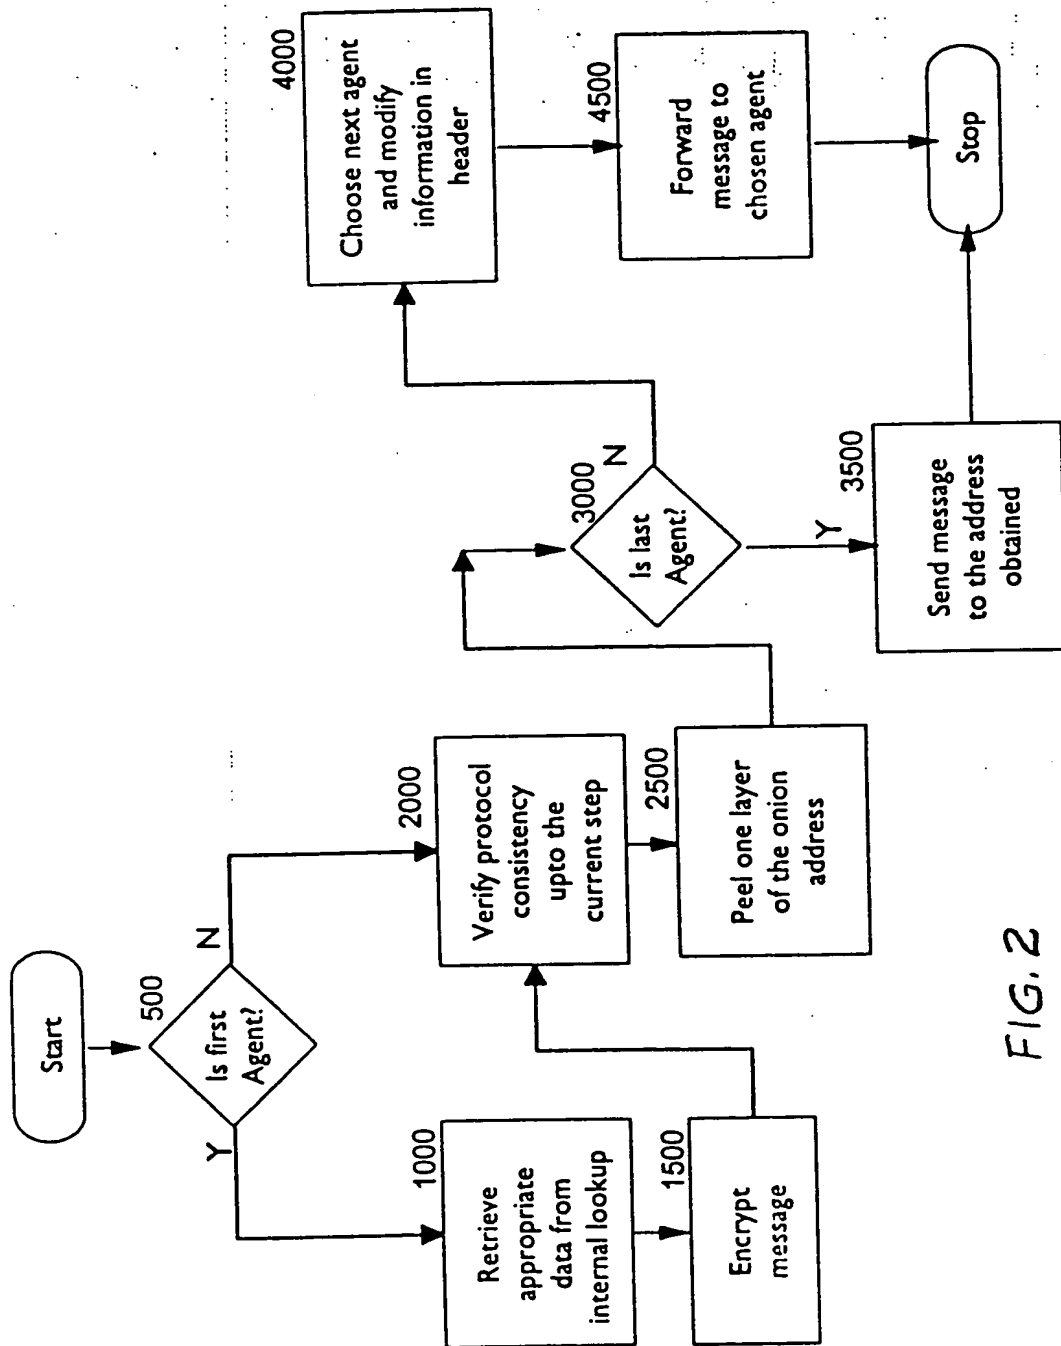 Start
500
Is first
Agent?
Y
N
1000
Retrieve
appropriate
data from
internal lookup
1500
Encrypt
message
2000
Verify protocol
consistency
upto the
current step
2500
Peel one layer
of the onion
address
3000
Is last
Agent?
N
Y
3500
Send message
to the address
obtained
4000
Choose next agent
and modify
information in
header
4500
Forward
message to
chosen agent
Stop
FIG. 2